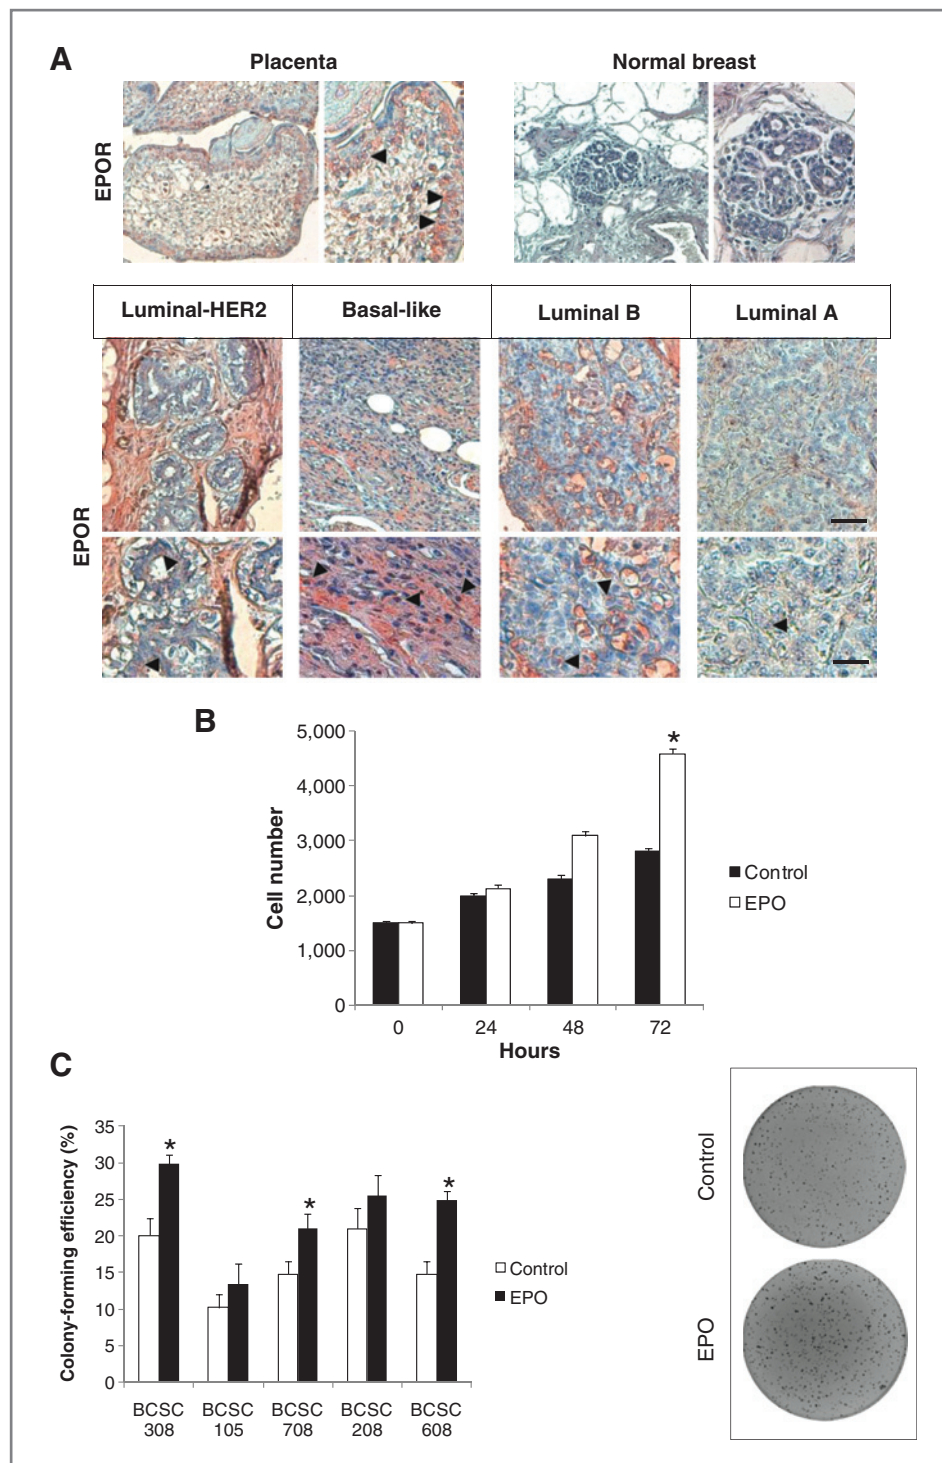 A
Placenta
Normal breast
EPOR
Luminal-HER2
Basal-like
Luminal B
Luminal A
EPOR
B
5,000
4,000
3,000
2,000
1,000
0
Cell number
*
0
24
48
72
Hours
Control
EPO
C
35
30
25
20
15
10
5
0
Colony-forming efficiency (%)
*
*
*
BCSC
308
BCSC
105
BCSC
708
BCSC
208
BCSC
608
Control
EPO
Control
EPO